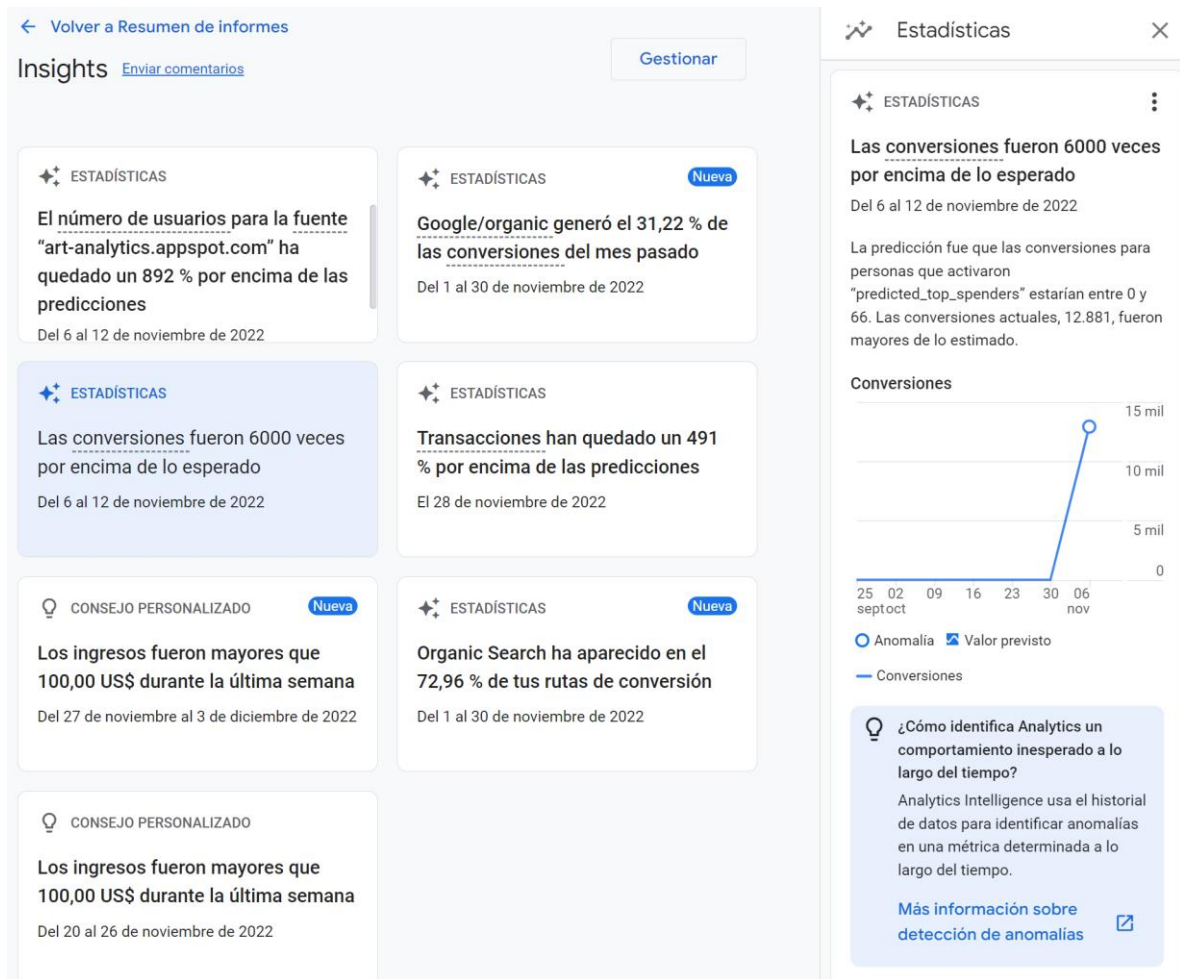 Volver a Resumen de informes
Insights Enviar comentarios
Gestionar
ESTADÍSTICAS
El número de usuarios para la fuente
“art-analytics.appspot.com” ha
quedado un 892 % por encima de las
predicciones
Del 6 al 12 de noviembre de 2022
ESTADÍSTICAS
Nueva
Google/organic generó el 31,22 % de
las conversiones del mes pasado
Del 1 al 30 de noviembre de 2022
ESTADÍSTICAS
Las conversiones fueron 6000 veces
por encima de lo esperado
Del 6 al 12 de noviembre de 2022
ESTADÍSTICAS
Transacciones han quedado un 491
% por encima de las predicciones
El 28 de noviembre de 2022
CONSEJO PERSONALIZADO
Nueva
Los ingresos fueron mayores que
100,00 US$ durante la última semana
Del 27 de noviembre al 3 de diciembre de 2022
ESTADÍSTICAS
Nueva
Organic Search ha aparecido en el
72,96 % de tus rutas de conversión
Del 1 al 30 de noviembre de 2022
CONSEJO PERSONALIZADO
Los ingresos fueron mayores que
100,00 US$ durante la última semana
Del 20 al 26 de noviembre de 2022
Estadísticas
ESTADÍSTICAS
Las conversiones fueron 6000 veces
por encima de lo esperado
Del 6 al 12 de noviembre de 2022
La predicción fue que las conversiones para
personas que activaron
“predicted_top_spenders” estarían entre 0 y
66. Las conversiones actuales, 12.881, fueron
mayores de lo estimado.
Conversiones
15 mil
10 mil
5 mil
0
25 02 09 16 23 30 06
sept oct nov
Anomalía Valor previsto
Conversiones
¿Cómo identifica Analytics un
comportamiento inesperado a lo
largo del tiempo?
Analytics Intelligence usa el historial
de datos para identificar anomalías
en una métrica determinada a lo
largo del tiempo.
Más información sobre
detección de anomalías